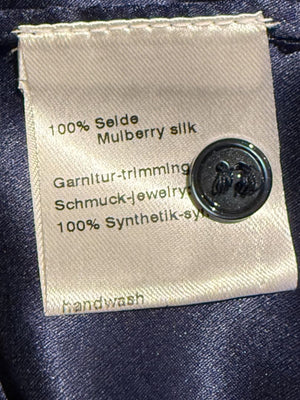 100% Seide
Mulberry silk
Garnitur-trimming
Schmuck-jewelry
100% Synthetik-sy
handwash